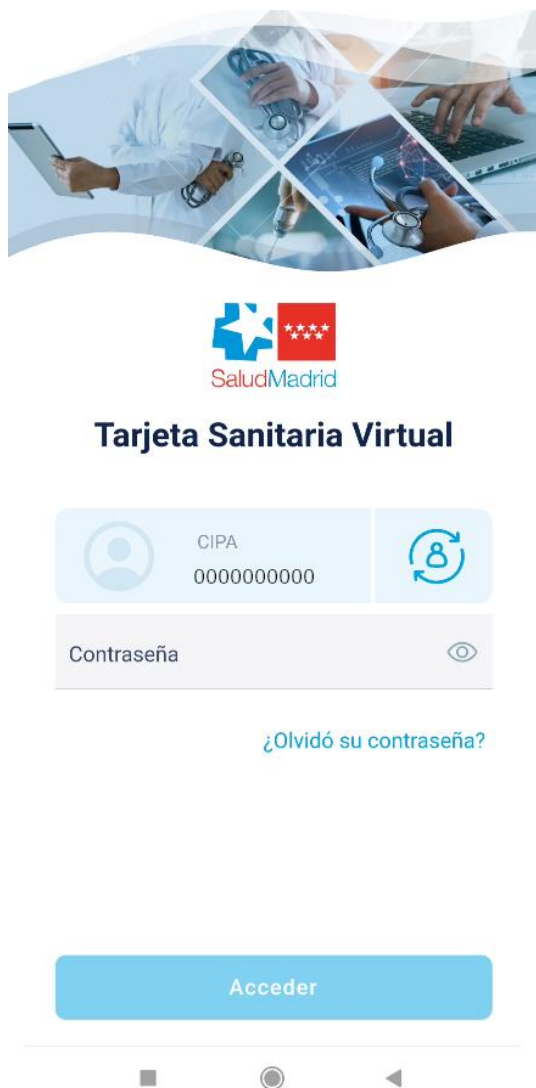 SaludMadrid
Tarjeta Sanitaria Virtual
CIPA
0000000000
Contraseña
¿Olvidó su contraseña?
Acceder